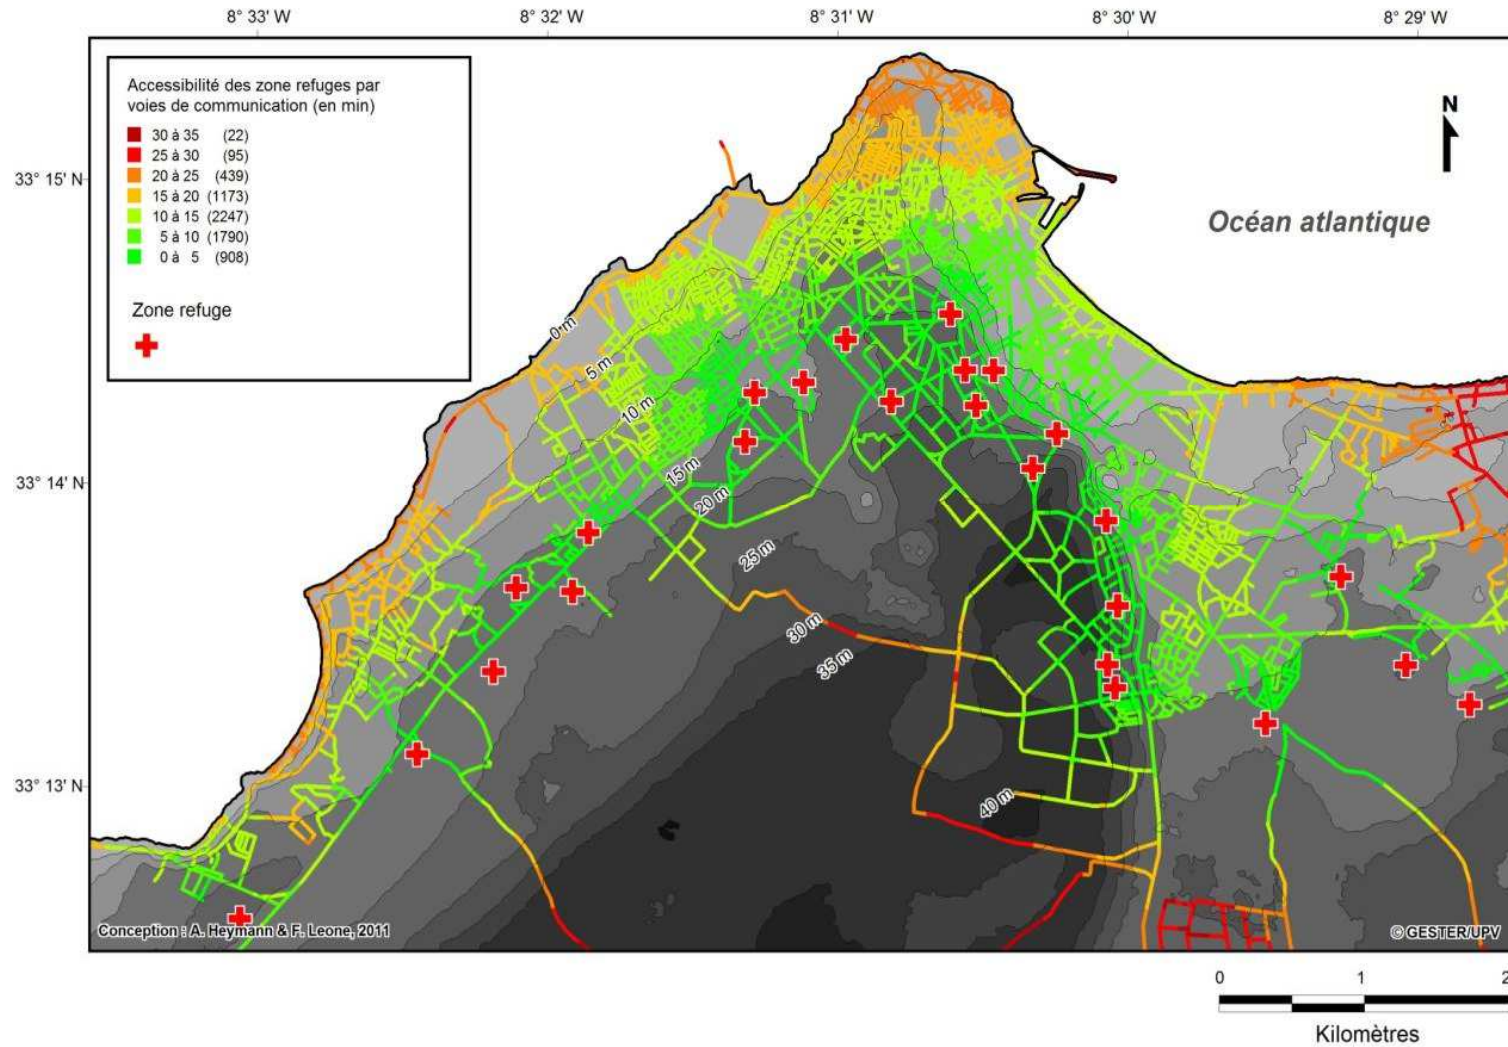 8° 33' W
8° 32' W
8° 31' W
8° 30' W
8° 29' W
33° 15' N
33° 14' N
33° 13' N
Accessibilité des zone refuges par
voies de communication (en min)
30 à 35 (22)
25 à 30 (95)
20 à 25 (439)
15 à 20 (1173)
10 à 15 (2247)
5 à 10 (1790)
0 à 5 (908)
Zone refuge
N
Océan atlantique
0 m
5 m
10 m
15 m
20 m
25 m
30 m
35 m
40 m
Conception : A. Heymann & F. Leone, 2011
© GESTER/UPV
0 1 2
Kilomètres